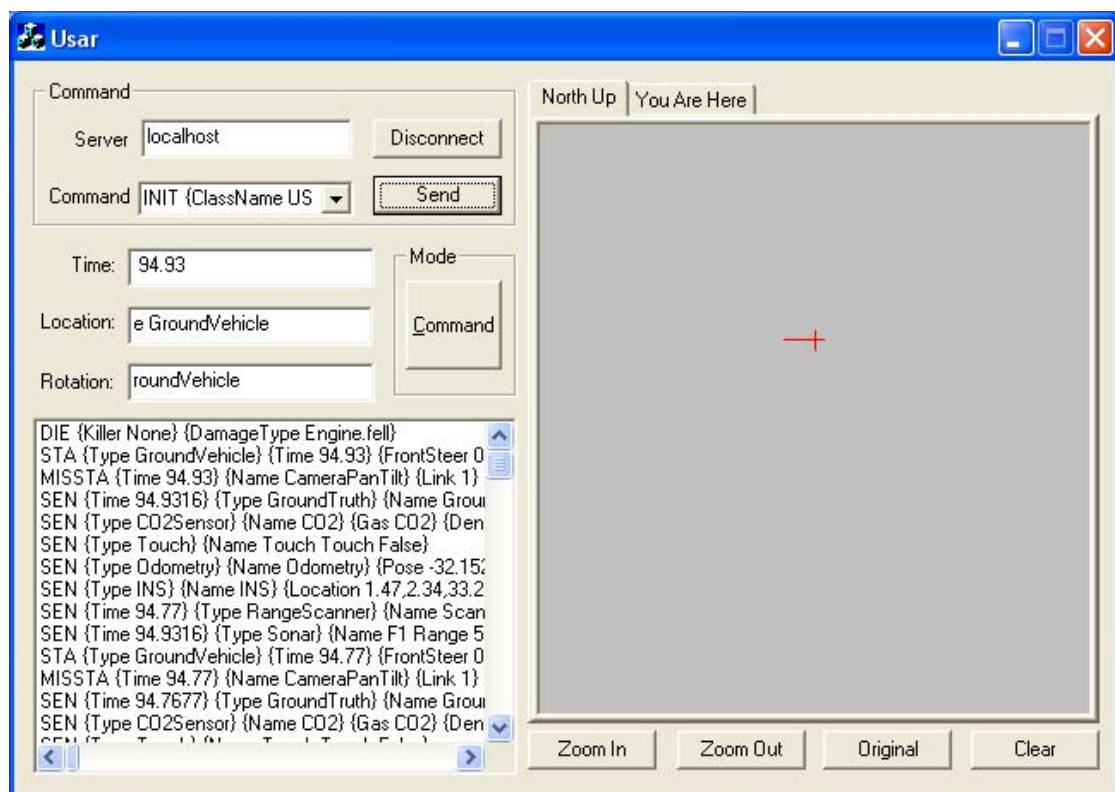 Usar
Command
Server localhost Disconnect
Command INIT {ClassName US Send
Time: 94.93
Mode
Location: e GroundVehicle
Command
Rotation: roundVehicle
DIE {Killer None} {DamageType Engine.fell}
STA {Type GroundVehicle} {Time 94.93} {FrontSteer 0
MISSTA {Time 94.93} {Name CameraPanTilt} {Link 1}
SEN {Time 94.9316} {Type GroundTruth} {Name Grour
SEN {Type CO2Sensor} {Name CO2} {Gas CO2} {Den
SEN {Type Touch} {Name Touch Touch False}
SEN {Type Odometry} {Name Odometry} {Pose -32.152
SEN {Type INS} {Name INS} {Location 1.47,2.34,33.2
SEN {Time 94.77} {Type RangeScanner} {Name Scan
SEN {Time 94.9316} {Type Sonar} {Name F1 Range 5
STA {Type GroundVehicle} {Time 94.77} {FrontSteer 0
MISSTA {Time 94.77} {Name CameraPanTilt} {Link 1}
SEN {Time 94.7677} {Type GroundTruth} {Name Grour
SEN {Type CO2Sensor} {Name CO2} {Gas CO2} {Den
North Up You Are Here
Zoom In Zoom Out Original Clear